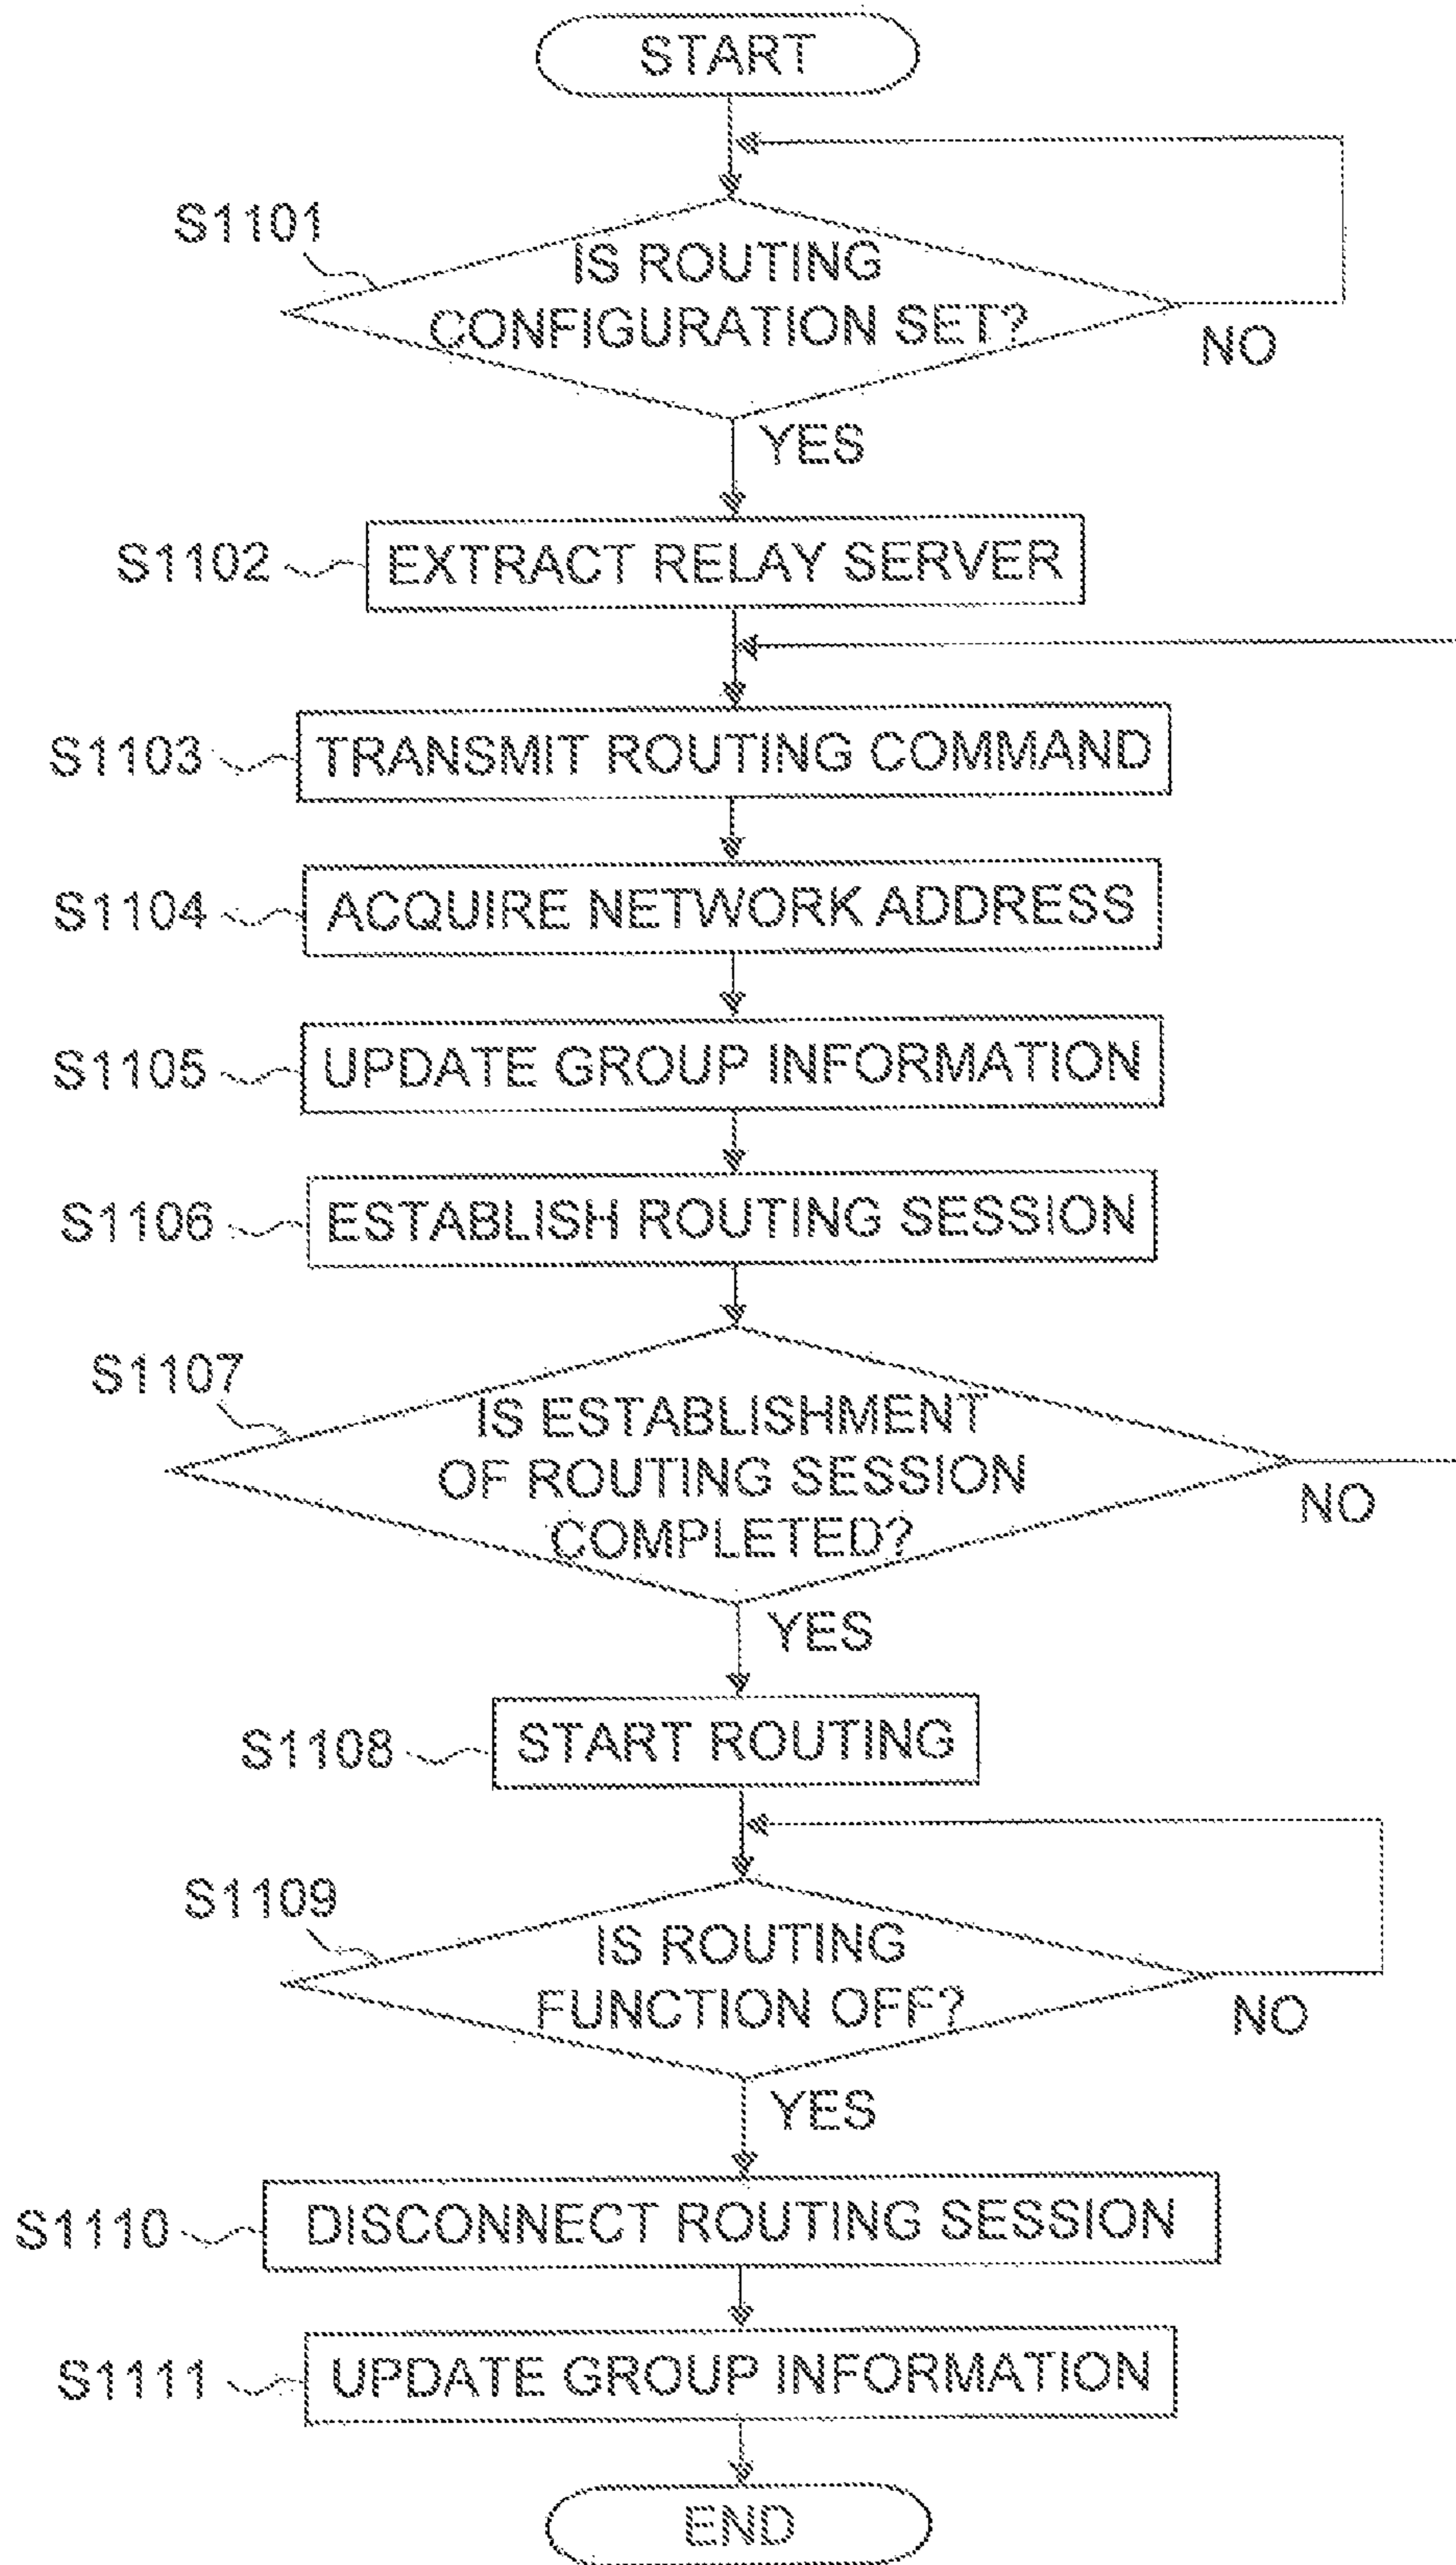 START
S1101
IS ROUTING
CONFIGURATION SET?
NO
YES
S1102
EXTRACT RELAY SERVER
S1103
TRANSMIT ROUTING COMMAND
S1104
ACQUIRE NETWORK ADDRESS
S1105
UPDATE GROUP INFORMATION
S1106
ESTABLISH ROUTING SESSION
S1107
IS ESTABLISHMENT
OF ROUTING SESSION
COMPLETED?
NO
YES
S1108
START ROUTING
S1109
IS ROUTING
FUNCTION OFF?
NO
YES
S1110
DISCONNECT ROUTING SESSION
S1111
UPDATE GROUP INFORMATION
END